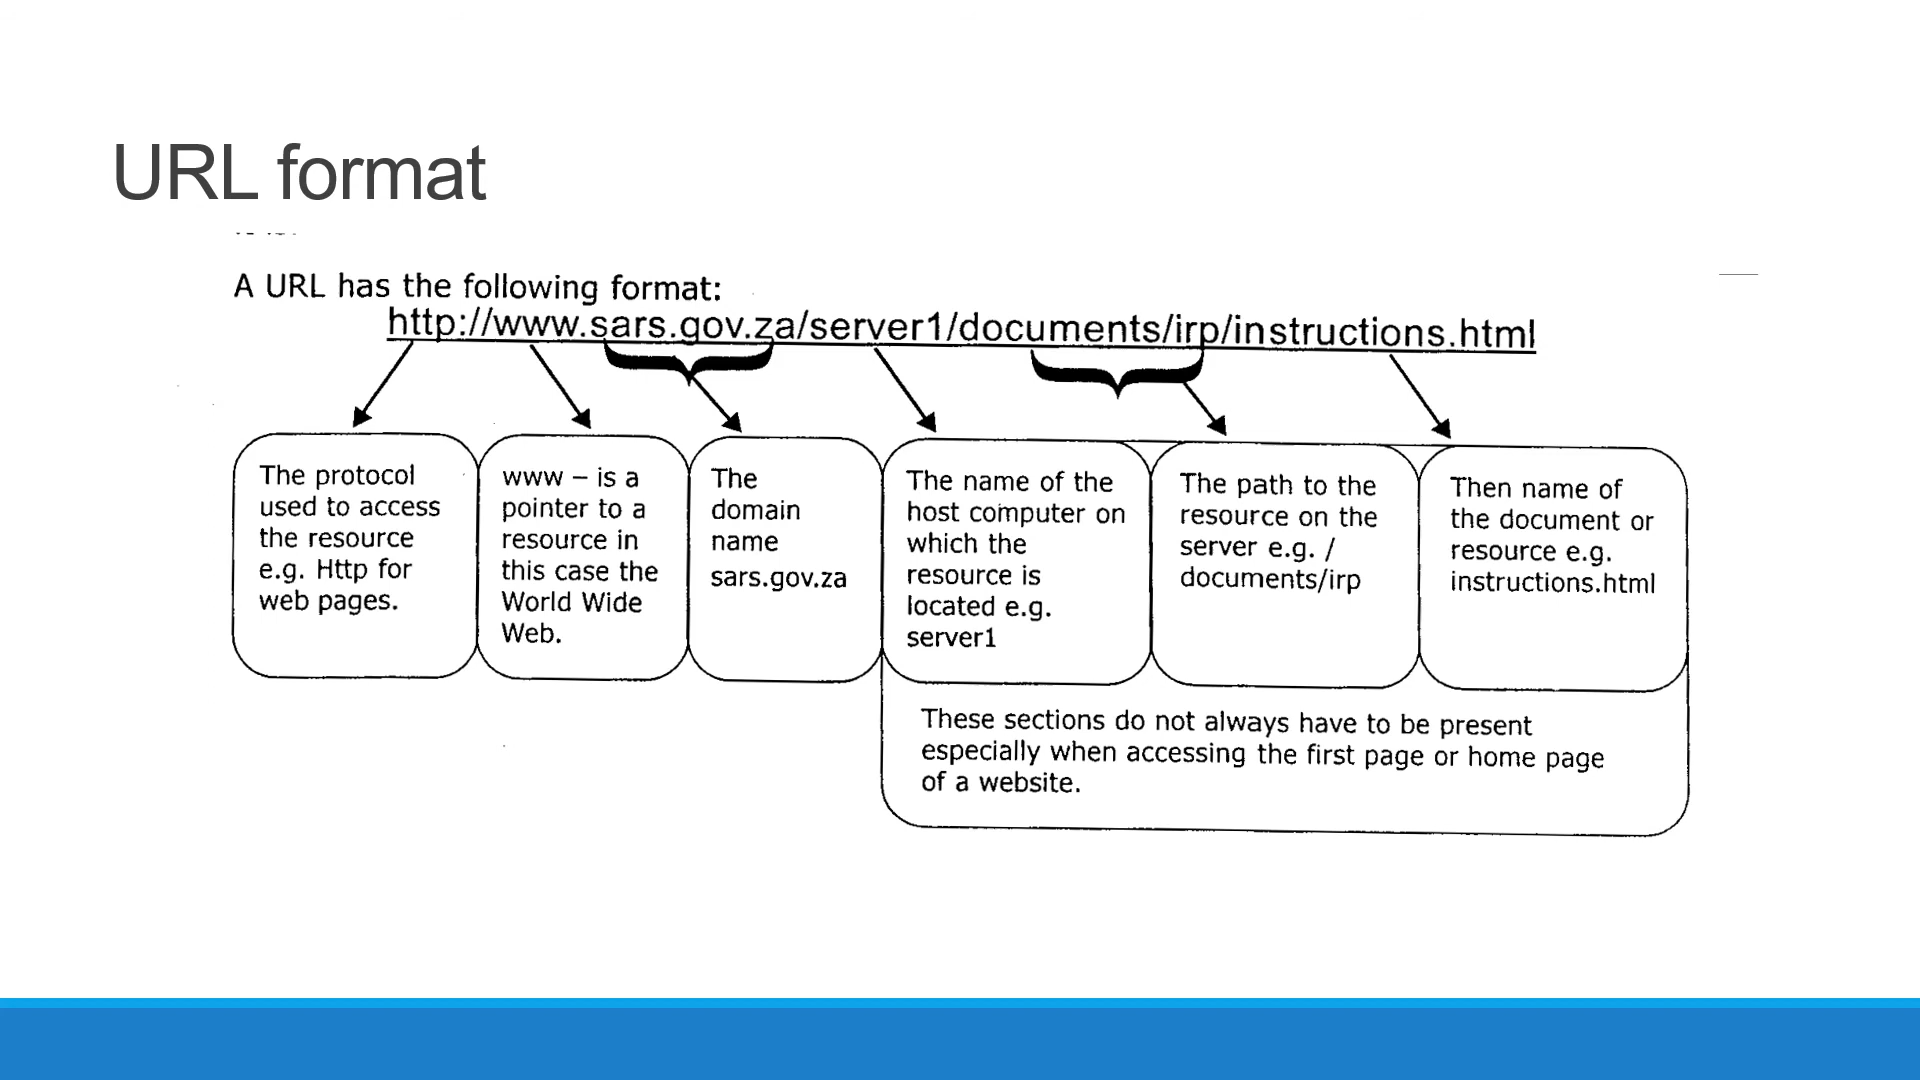 URL format
A URL has the following format:
http://www.sars.gov.za/server1/documents/irp/instructions.html
The protocol
used to access
the resource
e.g. Http for
web pages.
www – is a
pointer to a
resource in
this case the
World Wide
Web.
The
domain
name
sars.gov.za
The name of the
host computer on
which the
resource is
located e.g.
server1
The path to the
resource on the
server e.g. /
documents/irp
Then name of
the document or
resource e.g.
instructions.html
These sections do not always have to be present
especially when accessing the first page or home page
of a website.